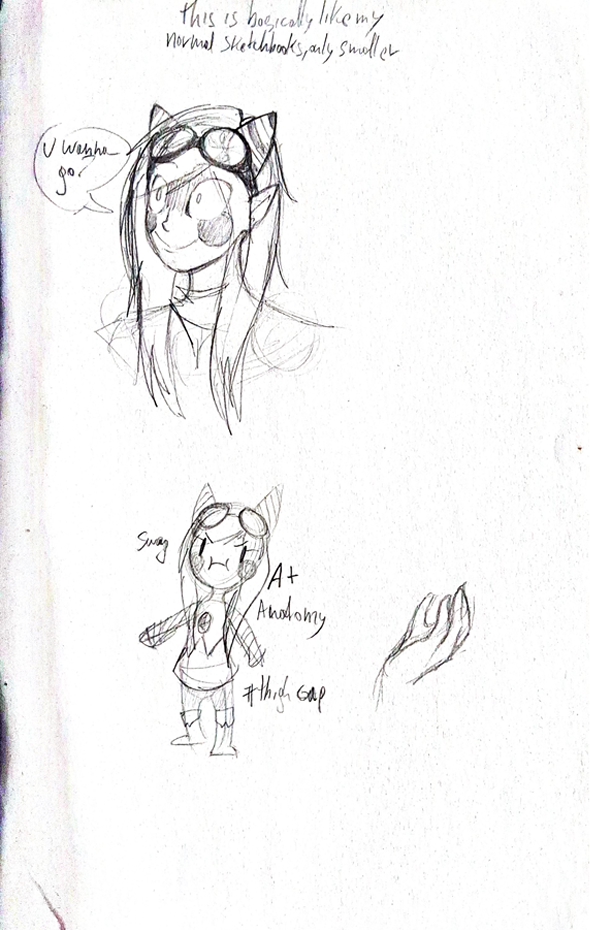 this is basically like my
normal sketchbooks, only smaller
U wanna
go?
Swag
A+
Anatomy
#thigh Gap